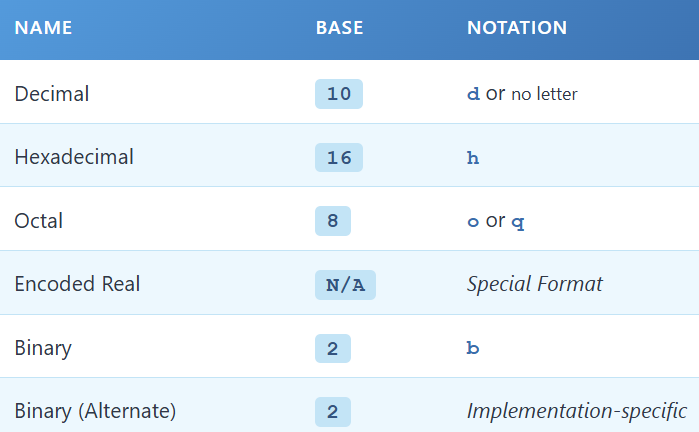 NAME BASE NOTATION
Decimal 10 d or no letter
Hexadecimal 16 h
Octal 8 o or q
Encoded Real N/A Special Format
Binary 2 b
Binary (Alternate) 2 Implementation-specific